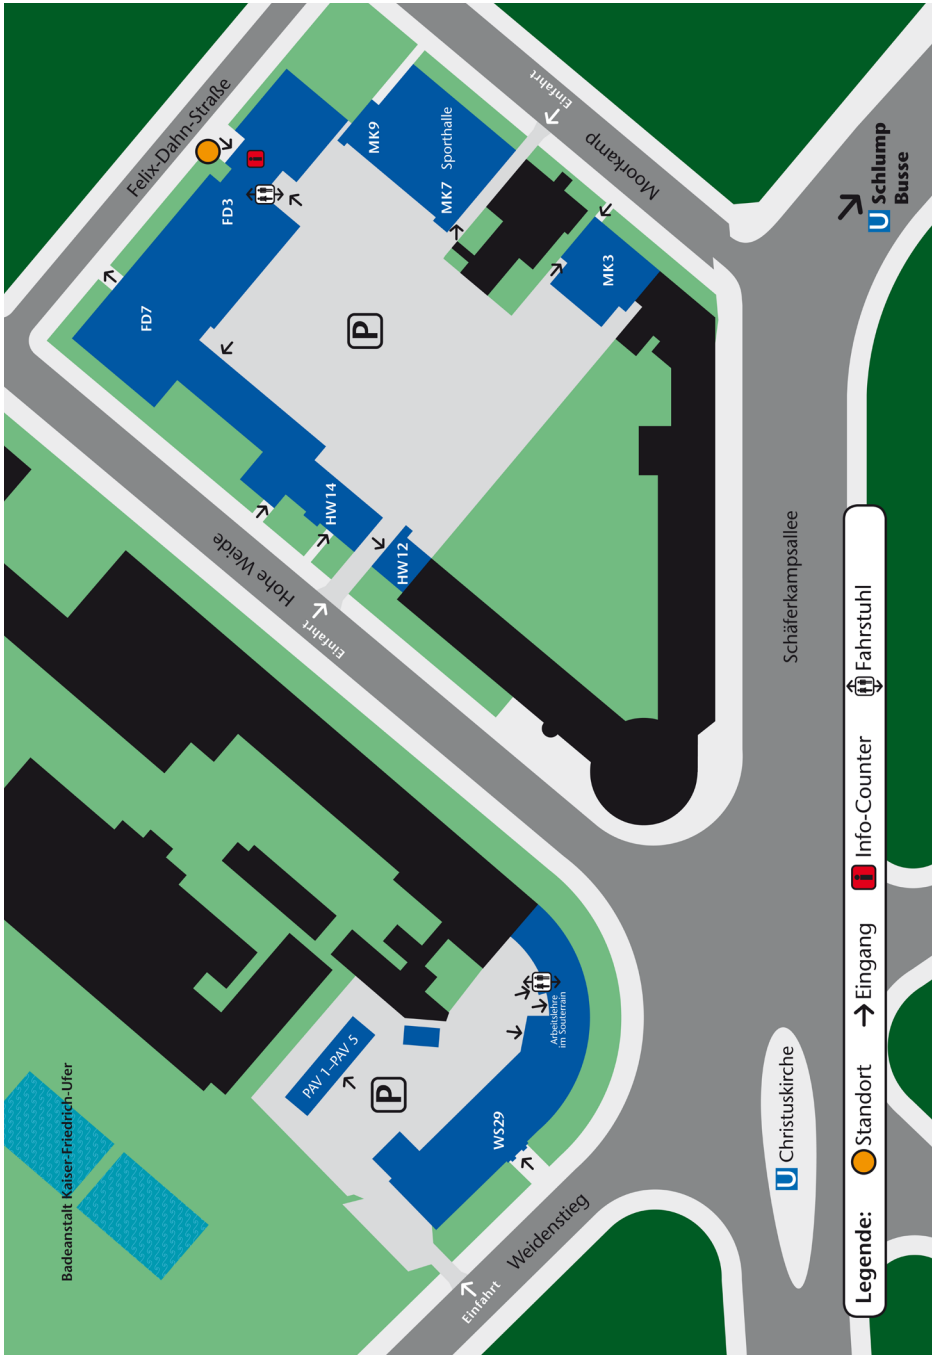 Felix-Dahn-Straße
Einfahrt
Moorkamp
U Schlump
Busse
MK9
Sporthalle
MK7
FD3
i
MK3
FD7
P
HW14
HW12
Hohe Weide
Einfahrt
Schäferkampsallee
PAV 1–PAV 5
P
Arbeitslehre
im Souterrain
WS29
Badeanstalt Kaiser-Friedrich-Ufer
Weidenstieg
Einfahrt
U Christuskirche
Legende: Standort Eingang i Info-Counter Fahrstuhl